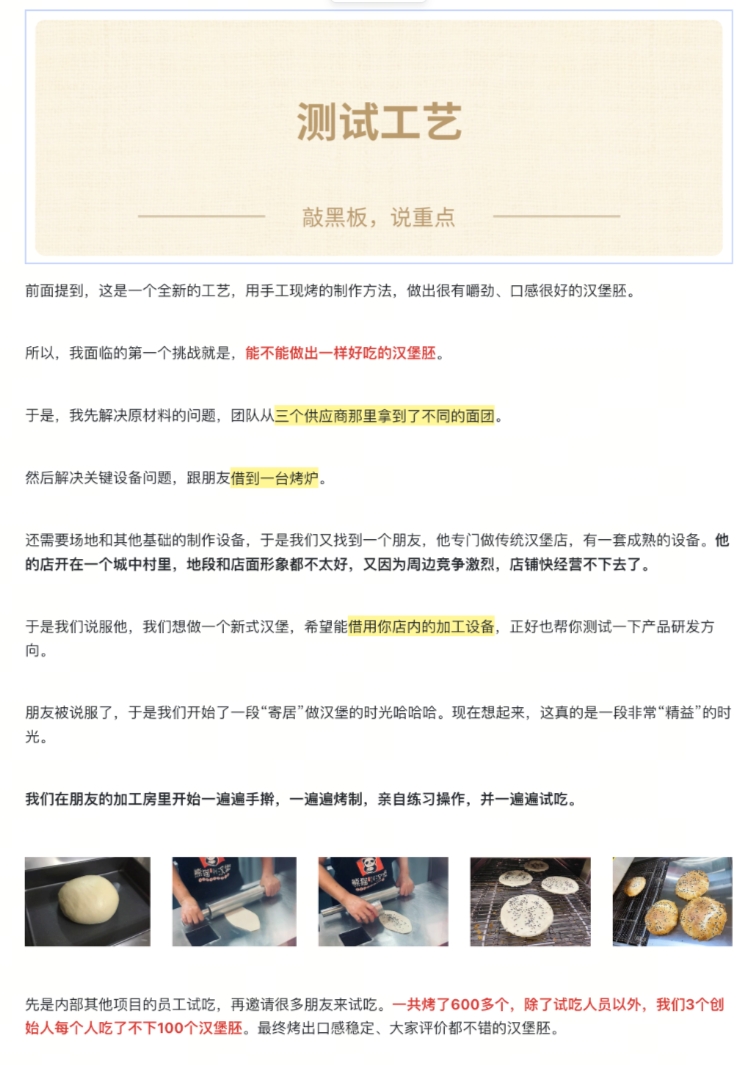 测试工艺
敲黑板，说重点
前面提到，这是一个全新的工艺，用手工现烤的制作方法，做出很有嚼劲、口感很好的汉堡胚。
所以，我面临的第一个挑战就是，能不能做出一样好吃的汉堡胚。
于是，我先解决原材料的问题，团队从三个供应商那里拿到了不同的面团。
然后解决关键设备问题，跟朋友借到一台烤炉。
还需要场地和其他基础的制作设备，于是我们又找到一个朋友，他专门做传统汉堡店，有一套成熟的设备。他
的店开在一个城中村里，地段和店面形象都不太好，又因为周边竞争激烈，店铺快经营不下去了。
于是我们说服他，我们想做一个新式汉堡，希望能借用你店内的加工设备，正好也帮你测试一下产品研发方
向。
朋友被说服了，于是我们开始了一段“寄居”做汉堡的时光哈哈哈。现在想起来，这真的是一段非常“精益”的时
光。
我们在朋友的加工房里开始一遍遍手擀，一遍遍烤制，亲自练习操作，并一遍遍试吃。
先是内部其他项目的员工试吃，再邀请很多朋友来试吃。一共烤了600多个，除了试吃人员以外，我们3个创
始人每个人吃了不下100个汉堡胚。最终烤出口感稳定、大家评价都不错的汉堡胚。